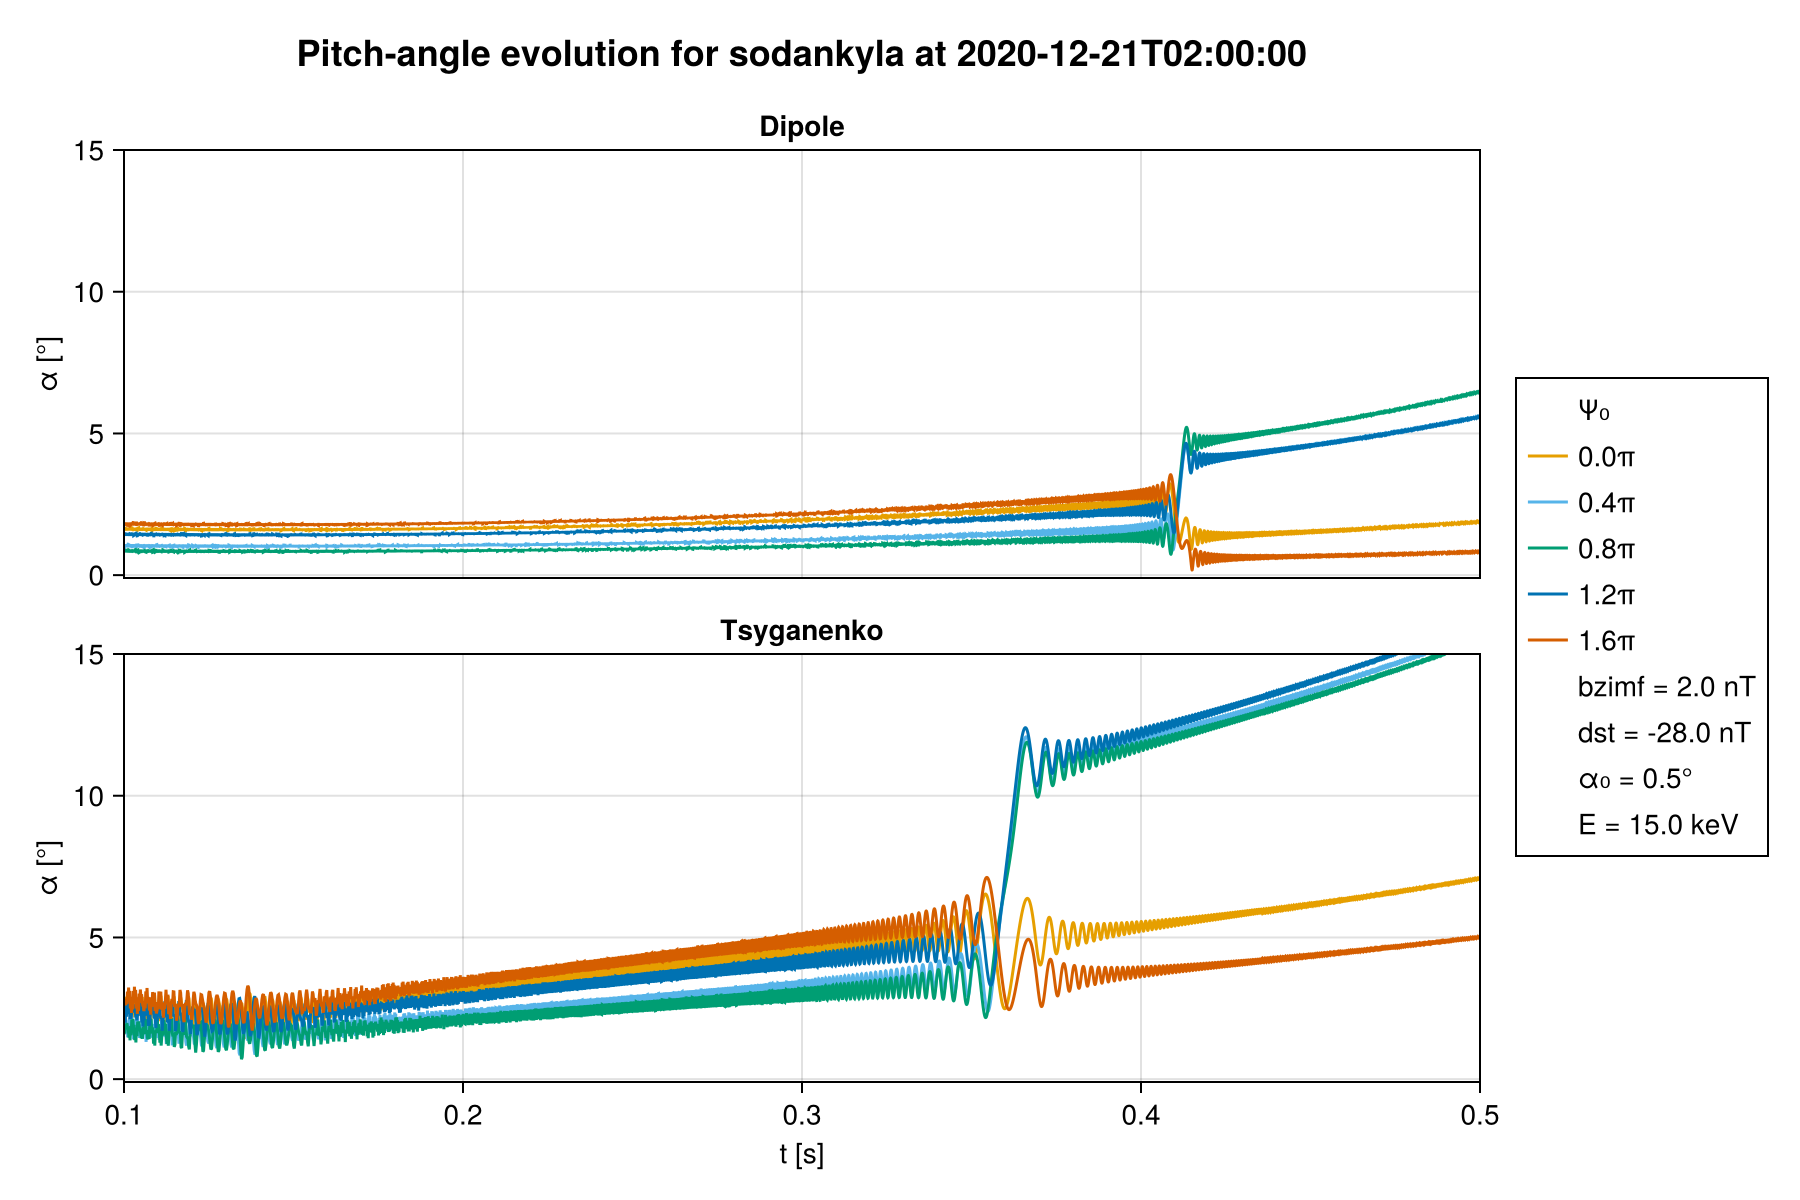 Pitch-angle evolution for sodankyla at 2020-12-21T02:00:00
Dipole
15
10
5
0
α [°]
Tsyganenko
15
10
5
0
α [°]
0.1 0.2 0.3 0.4 0.5
t [s]
Ψ₀
0.0π
0.4π
0.8π
1.2π
1.6π
bzimf = 2.0 nT
dst = -28.0 nT
α₀ = 0.5°
E = 15.0 keV